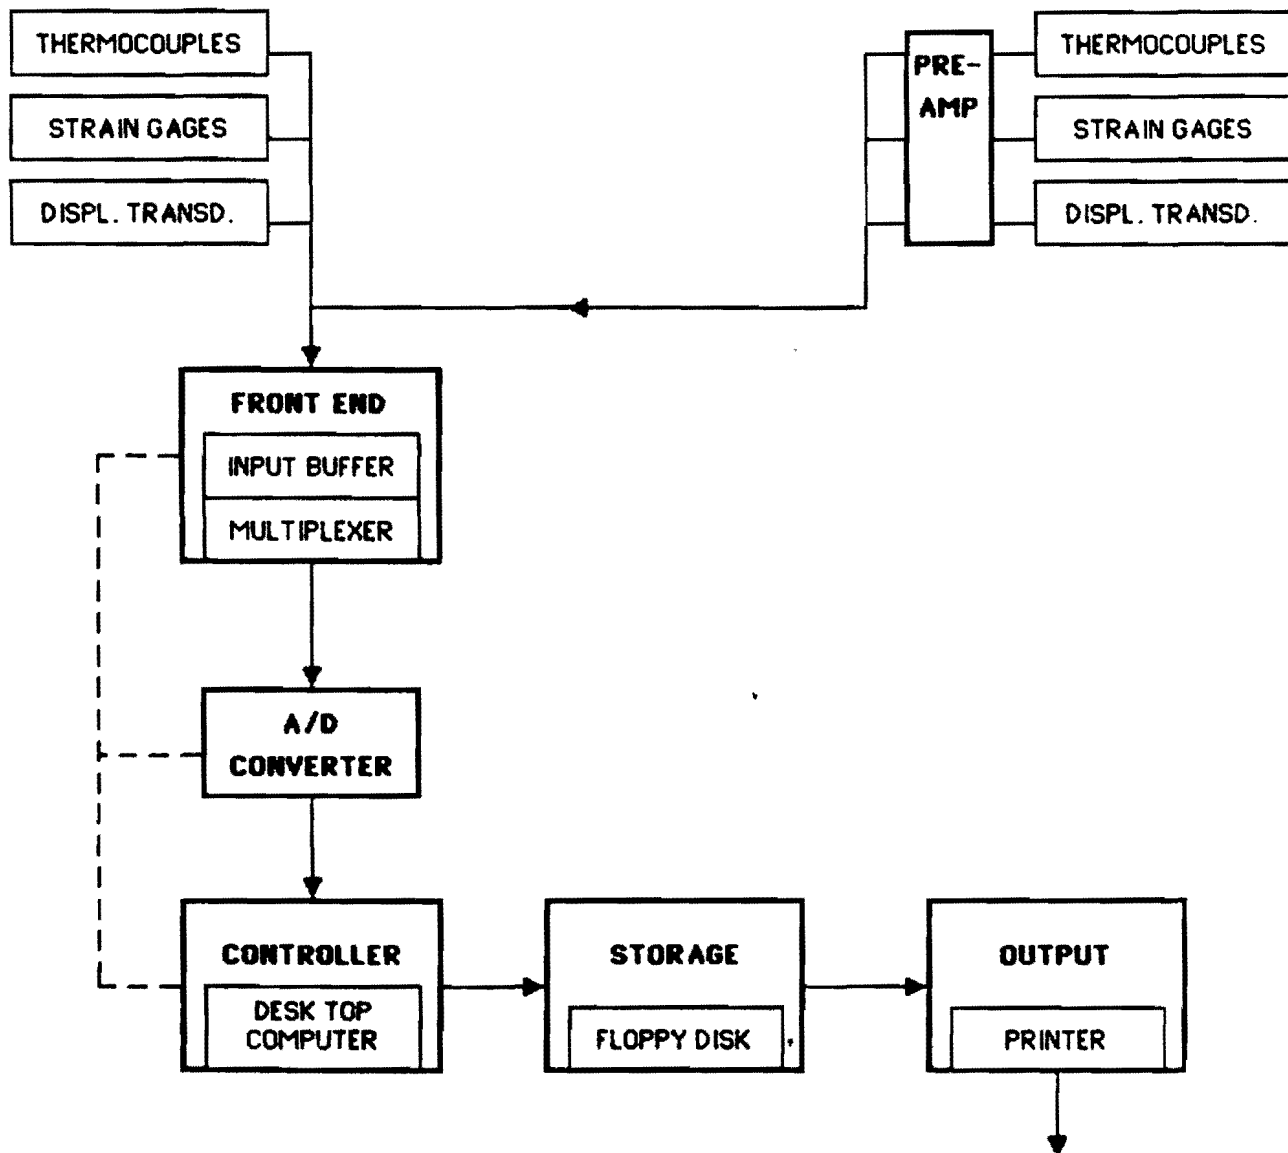 THERMOCOUPLES
STRAIN GAGES
DISPL. TRANSD.
PRE-
AMP
THERMOCOUPLES
STRAIN GAGES
DISPL. TRANSD.
FRONT END
INPUT BUFFER
MULTIPLEXER
A/D
CONVERTER
CONTROLLER
DESK TOP
COMPUTER
STORAGE
FLOPPY DISK
OUTPUT
PRINTER